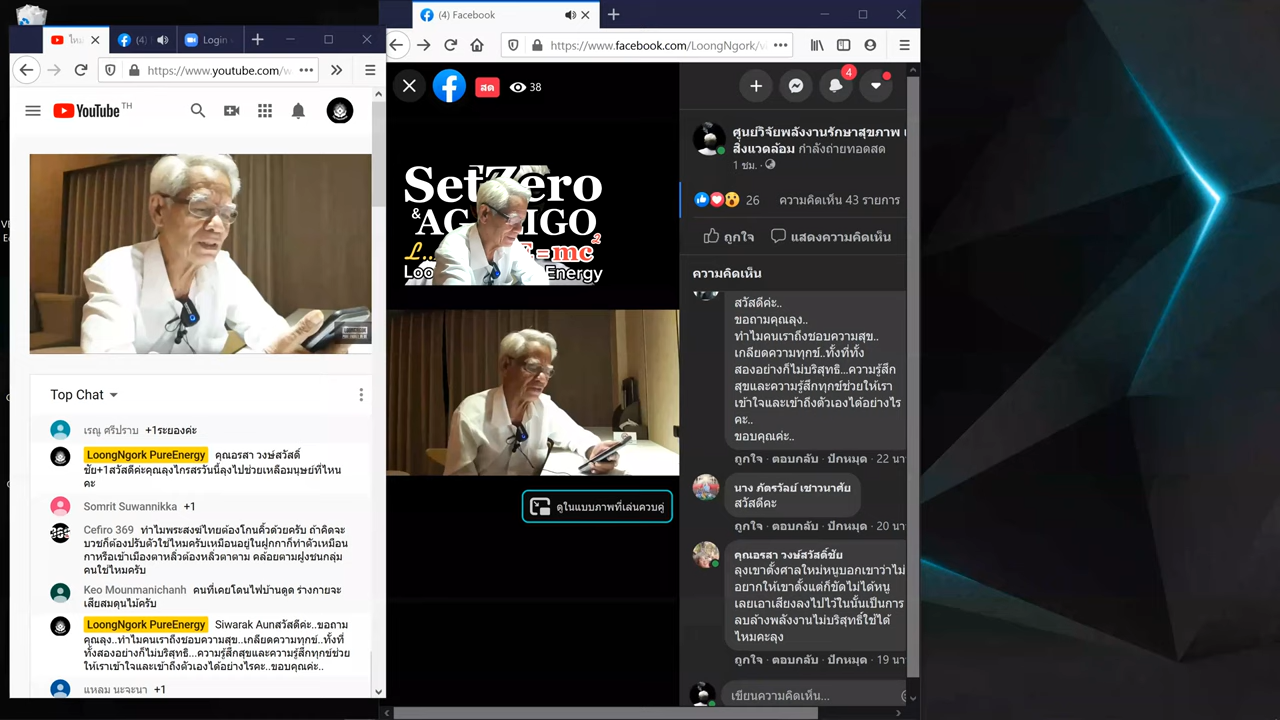 (4) Facebook
(4)
Login
https://www.youtube.com/w
https://www.facebook.com/LoongNgork/v
YouTube TH
สด
38
4
Top Chat
เรณู ศรีปราบ +1ระยองค่ะ
LoongNgork PureEnergy คุณอรสา วงษ์สวัสดิ์
ชัย+1สวัสดีค่ะคุณลุงไกรสรวันนี้ลุงไปช่วยเหลือมนุษย์ที่ไหน
คะ
Somrit Suwannikka +1
Cefiro 369 ทำไมพระสงฆ์ไทยต้องโกนคิ้วด้วยครับ ถ้าคิดจะ
บวชก็ต้องปรับตัวใช่ไหมครับเหมือนอยู่ในฝูกกาก็ทำตัวเหมือน
กาหรือเข้าเมืองตาหลิ่วต้องหลิ่วตาตาม คล้อยตามฝูงชนกลุ่ม
คนใช่ไหมครับ
Keo Mounmanichanh คนที่เคยโดนไฟบ้านดูด ร่างกายจะ
เสียสมดุนไม้ครับ
LoongNgork PureEnergy Siwarak Aunสวัสดีค่ะ..ขอถาม
คุณลุง..ทำไมคนเราถึงชอบความสุข..เกลียดความทุกข์..ทั้งที่
ทั้งสองอย่างก็ไม่บริสุทธิ์...ความรู้สึกสุขและความรู้สึกทุกข์ช่วย
ให้เราเข้าใจและเข้าถึงตัวเองได้อย่างไรคะ..ขอบคุณค่ะ..
แหลม นะจะนา +1
SetZero
&
L... = mc²
Loo Energy
ดูในแบบภาพที่เล่นควบคู่
ศูนย์วิจัยพลังงานรักษาสุขภาพ
สิ่งแวดล้อม กำลังถ่ายทอดสด
1 ชม.
26 ความคิดเห็น 43 รายการ
ถูกใจ แสดงความคิดเห็น
ความคิดเห็น
สวัสดีค่ะ..
ขอถามคุณลุง..
ทำไมคนเราถึงชอบความสุข..
เกลียดความทุกข์..ทั้งที่ทั้ง
สองอย่างก็ไม่บริสุทธิ์...ความรู้สึก
สุขและความรู้สึกทุกข์ช่วยให้เรา
เข้าใจและเข้าถึงตัวเองได้อย่างไร
คะ..
ขอบคุณค่ะ..
ถูกใจ · ตอบกลับ · ปักหมุด · 22 นา
นาง ภัตรวัลย์ เชาวนาศัย
สวัสดีคะ
ถูกใจ · ตอบกลับ · ปักหมุด · 20 นา
คุณอรสา วงษ์สวัสดิ์ชัย
ลุงเขาตั้งศาลใหม่หนูบอกเขาว่าไม่
อยากให้เขาตั้งแต่ก็ขัดไม่ได้หนู
เลยเอาเสียงลงไปไว้ในนั้นเป็นการ
ลบล้างพลังงานไม่บริสุทธิ์ใช้ได้
ไหมคะลุง
ถูกใจ · ตอบกลับ · ปักหมุด · 19 นา
เขียนความคิดเห็น...